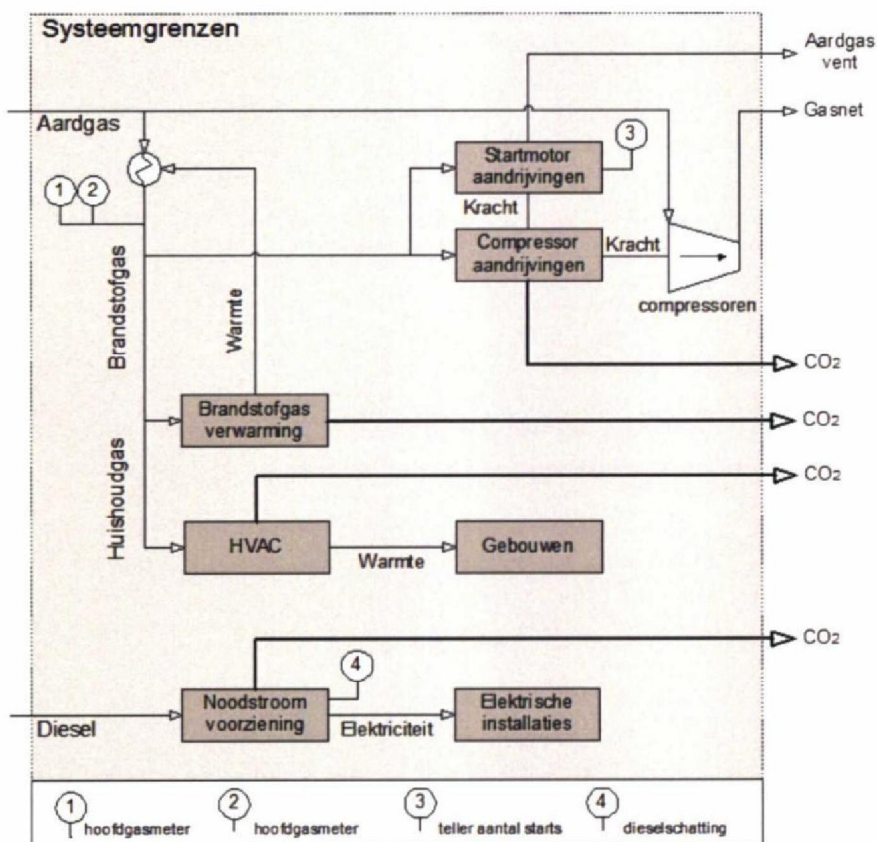 Systeemgrenzen
Aardgas
vent
Gasnet
Aardgas
3
Startmotor
aandrijvingen
1
2
Kracht
Compressor
aandrijvingen
Kracht
compressoren
Brandstofgas
Warmte
CO2
Brandstofgas
verwarming
CO2
Huishoudgas
CO2
HVAC
Warmte
Gebouwen
CO2
4
Noodstroom
voorziening
Diesel
Elektriciteit
Elektrische
installaties
1 hoofdgasmeter
2 hoofdgasmeter
3 teller aantal starts
4 dieselschatting